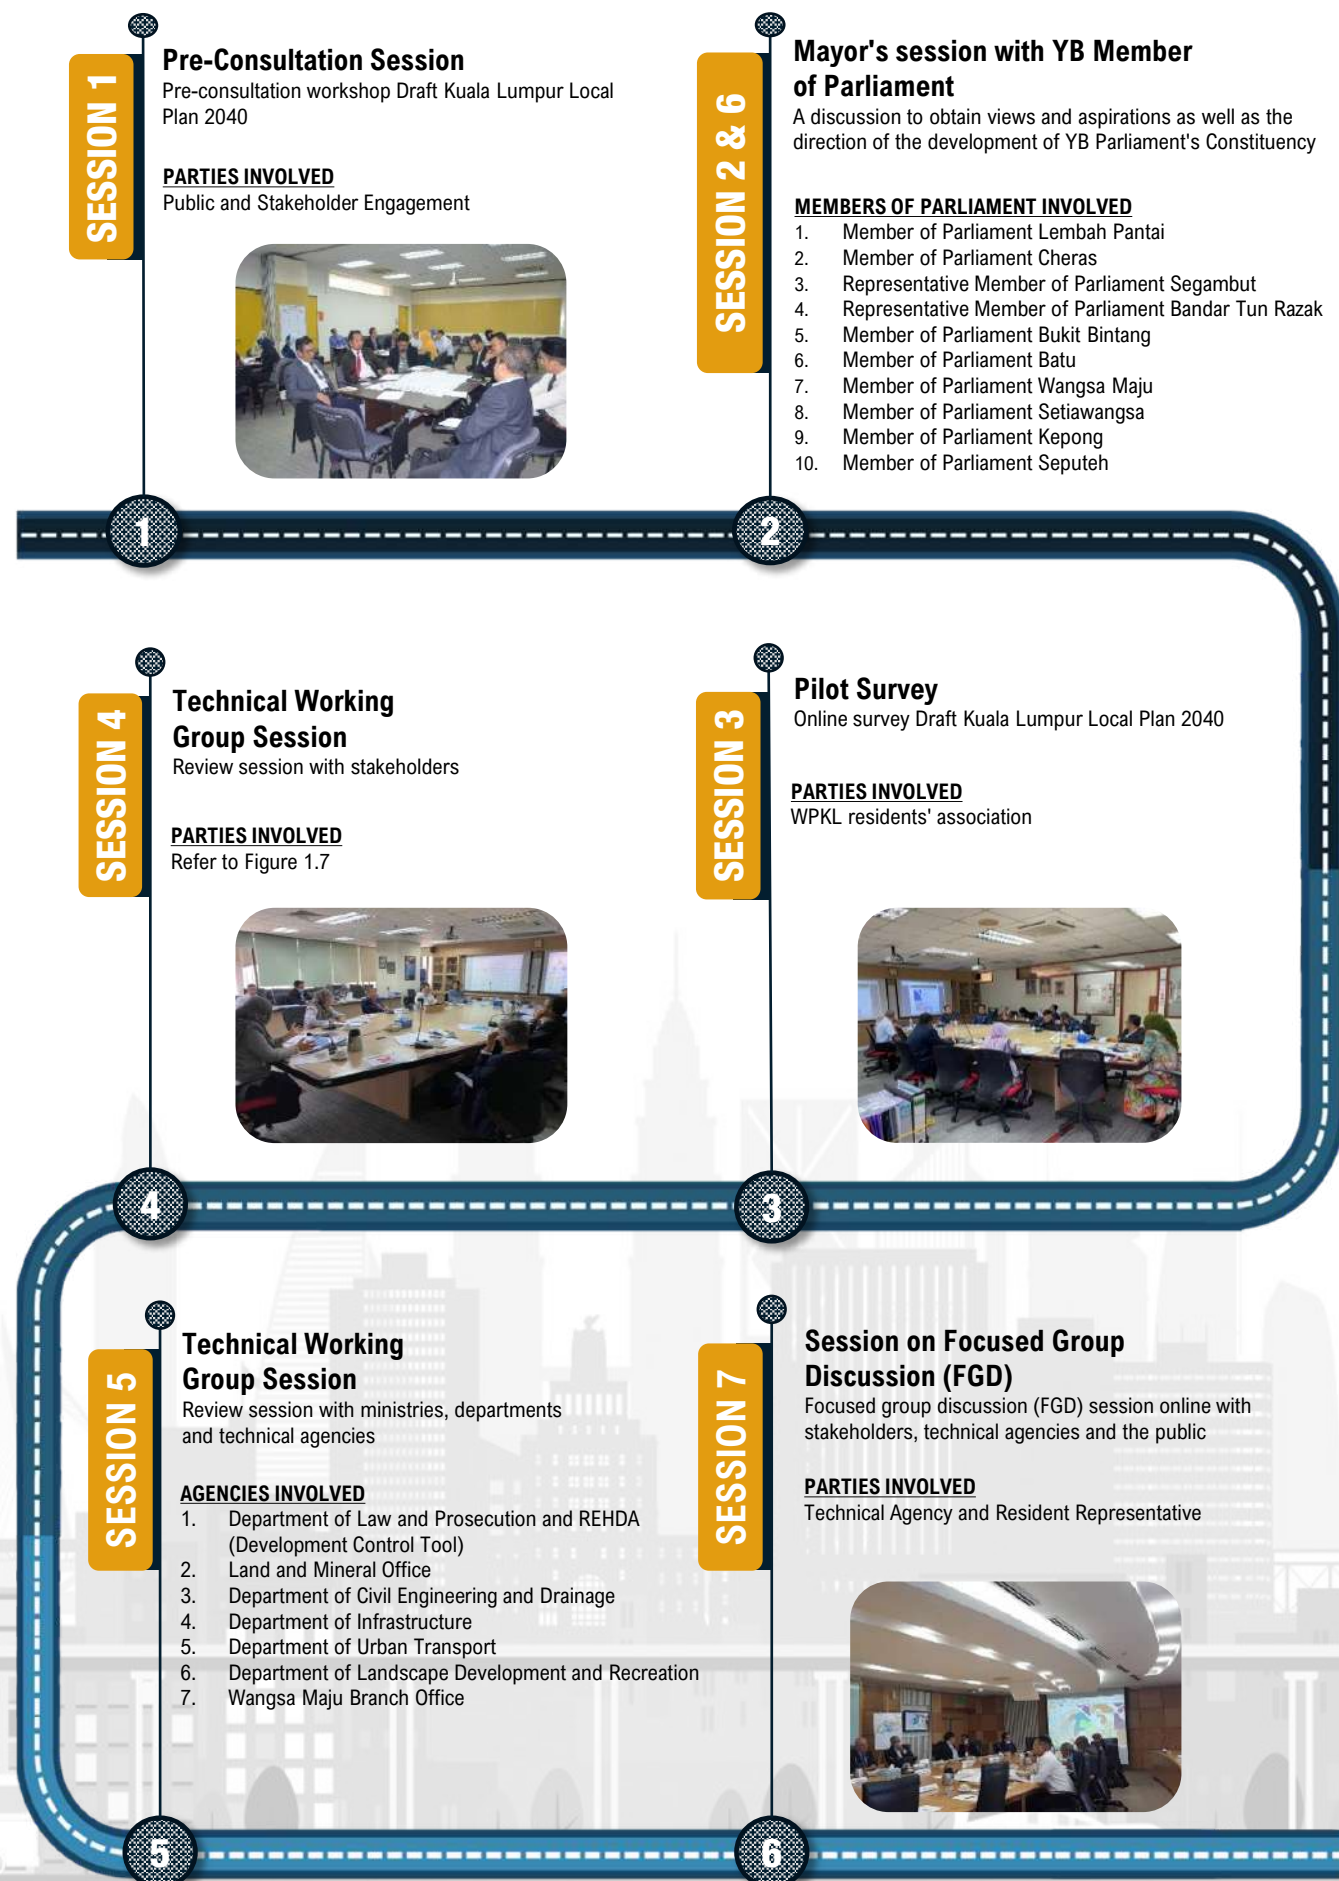 SESSION 1
Pre-Consultation Session
Pre-consultation workshop Draft Kuala Lumpur Local
Plan 2040
PARTIES INVOLVED
Public and Stakeholder Engagement
1
SESSION 2 & 6
Mayor's session with YB Member
of Parliament
A discussion to obtain views and aspirations as well as the
direction of the development of YB Parliament's Constituency
MEMBERS OF PARLIAMENT INVOLVED
1. Member of Parliament Lembah Pantai
2. Member of Parliament Cheras
3. Representative Member of Parliament Segambut
4. Representative Member of Parliament Bandar Tun Razak
5. Member of Parliament Bukit Bintang
6. Member of Parliament Batu
7. Member of Parliament Wangsa Maju
8. Member of Parliament Setiawangsa
9. Member of Parliament Kepong
10. Member of Parliament Seputeh
2
SESSION 3
Pilot Survey
Online survey Draft Kuala Lumpur Local Plan 2040
PARTIES INVOLVED
WPKL residents' association
3
SESSION 4
Technical Working
Group Session
Review session with stakeholders
PARTIES INVOLVED
Refer to Figure 1.7
4
SESSION 5
Technical Working
Group Session
Review session with ministries, departments
and technical agencies
AGENCIES INVOLVED
1. Department of Law and Prosecution and REHDA
(Development Control Tool)
2. Land and Mineral Office
3. Department of Civil Engineering and Drainage
4. Department of Infrastructure
5. Department of Urban Transport
6. Department of Landscape Development and Recreation
7. Wangsa Maju Branch Office
5
SESSION 7
Session on Focused Group
Discussion (FGD)
Focused group discussion (FGD) session online with
stakeholders, technical agencies and the public
PARTIES INVOLVED
Technical Agency and Resident Representative
6